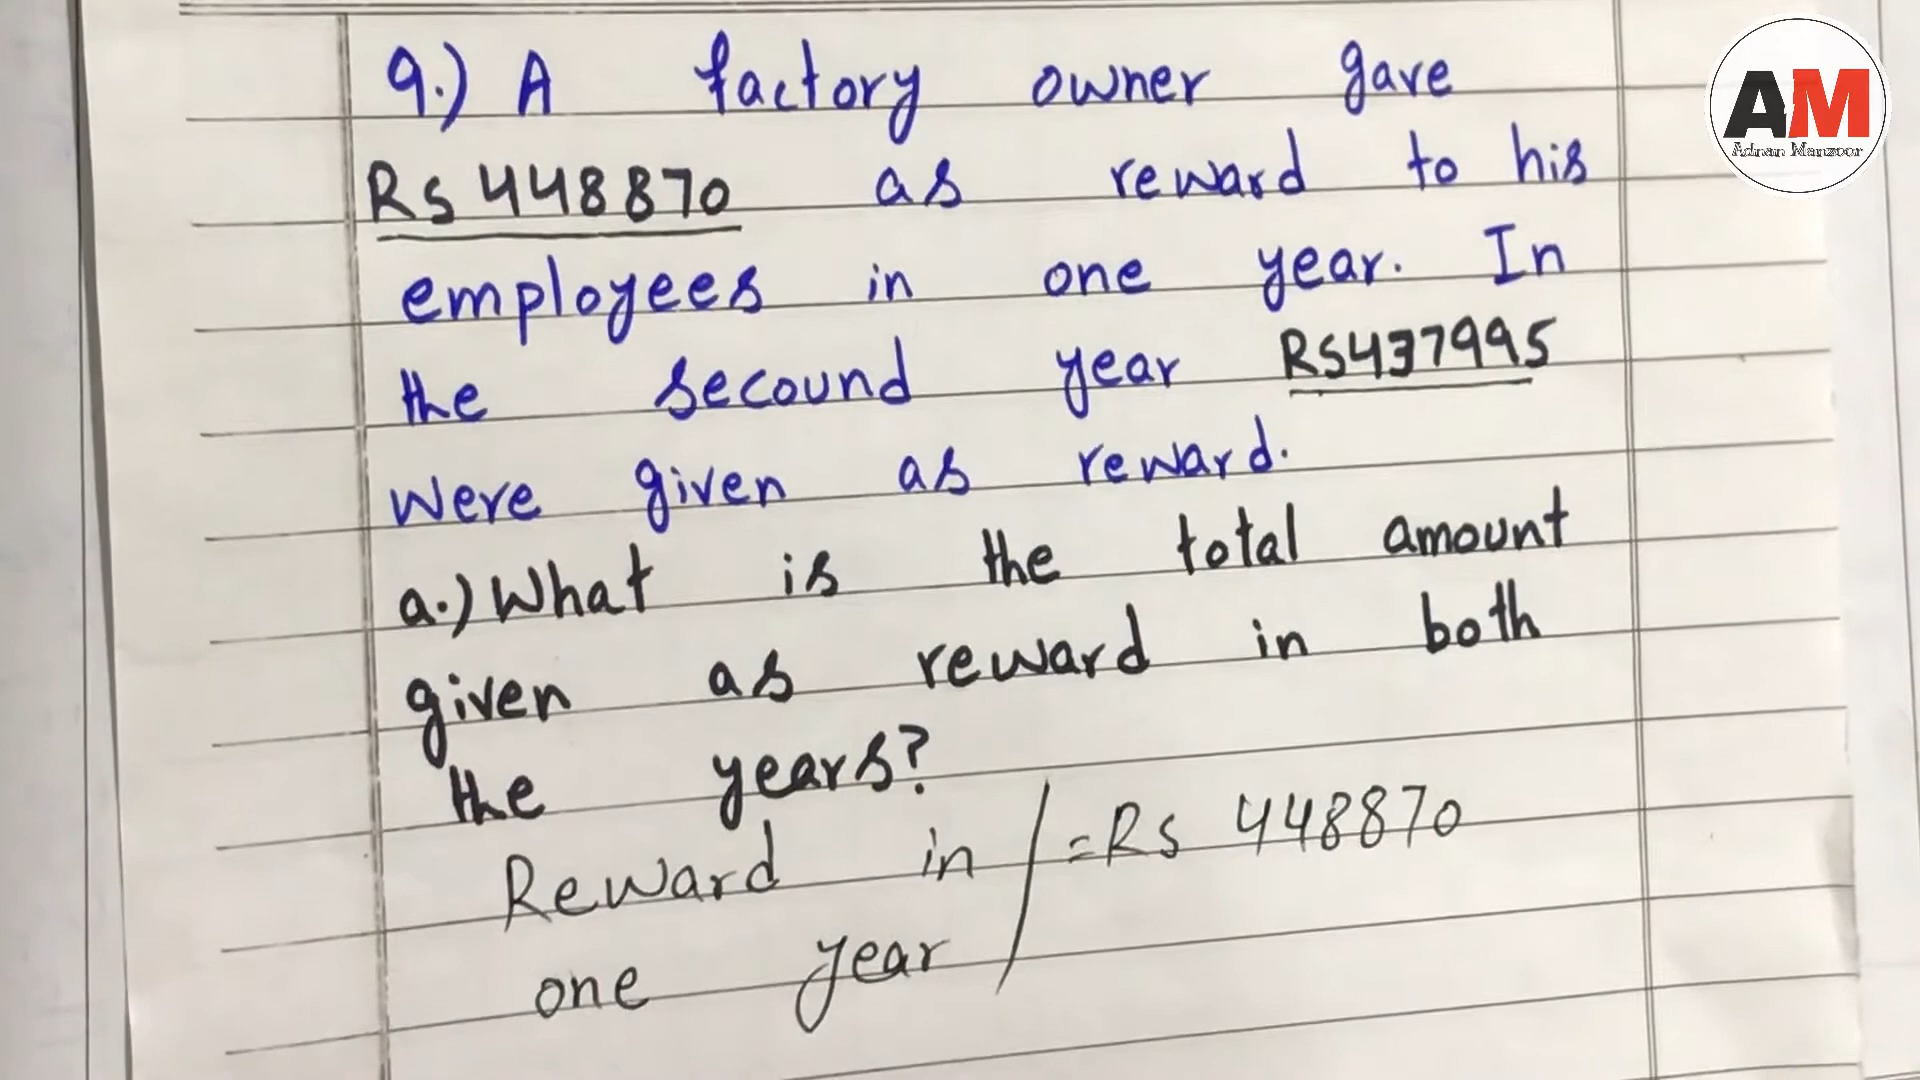 9.) A factory owner gave
Rs 448870 as reward to his
employees in one year. In
the secound year RS437995
were given as reward.
a.) What is the total amount
given as reward in both
the years?
Reward in = Rs 448870
one year
AM
Adnan Manzoor